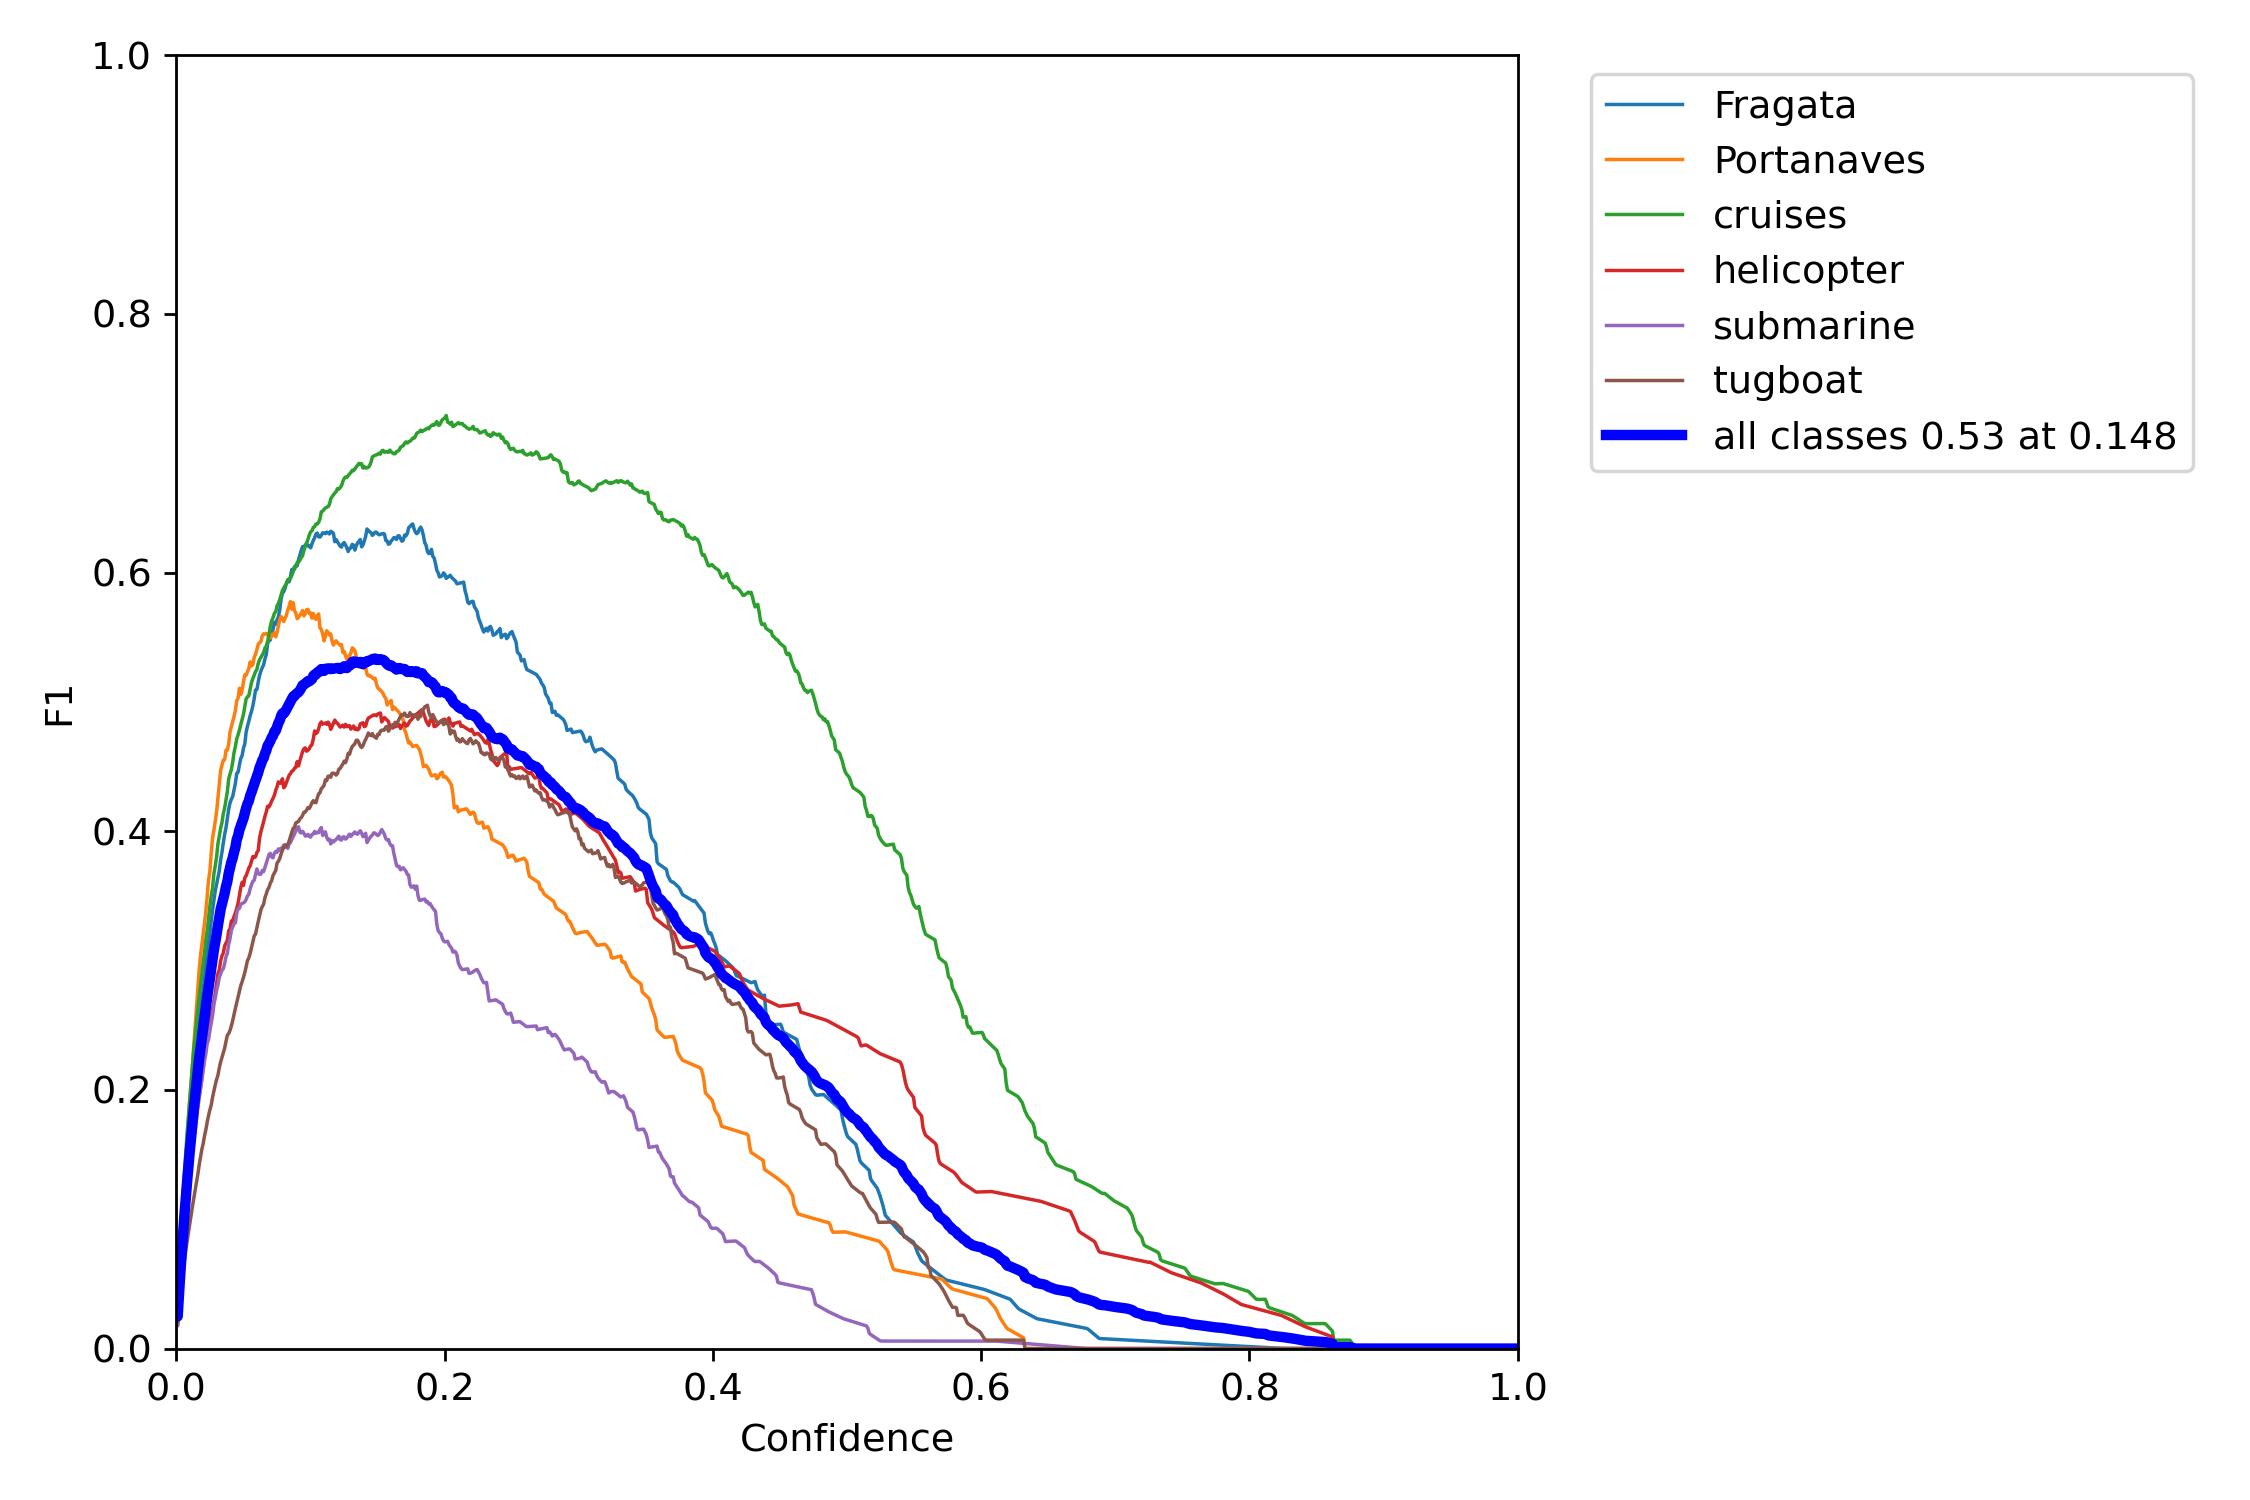 1.0
0.8
0.6
0.4
0.2
0.0
F1
0.0 0.2 0.4 0.6 0.8 1.0
Confidence
Fragata
Portanaves
cruises
helicopter
submarine
tugboat
all classes 0.53 at 0.148